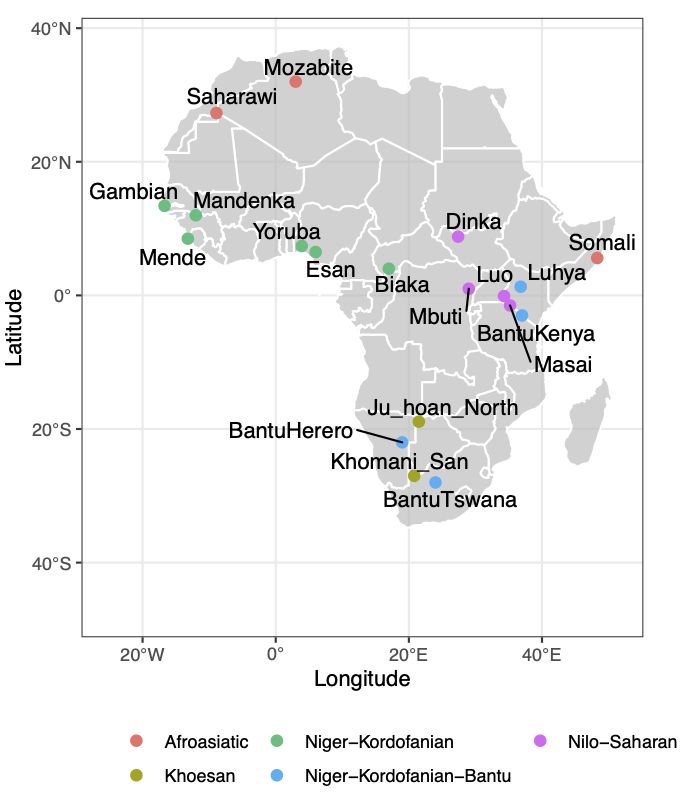 40°N
Mozabite
Saharawi
20°N
Gambian
Mandenka
Dinka
Yoruba
Somali
Mende
Esan
Luo
Luhya
Biaka
0°
Mbuti
BantuKenya
Masai
Latitude
Ju_hoan_North
20°S
BantuHerero
Khomani_San
BantuTswana
40°S
20°W
0°
20°E
40°E
Longitude
Afroasiatic
Niger−Kordofanian
Nilo−Saharan
Khoesan
Niger−Kordofanian−Bantu